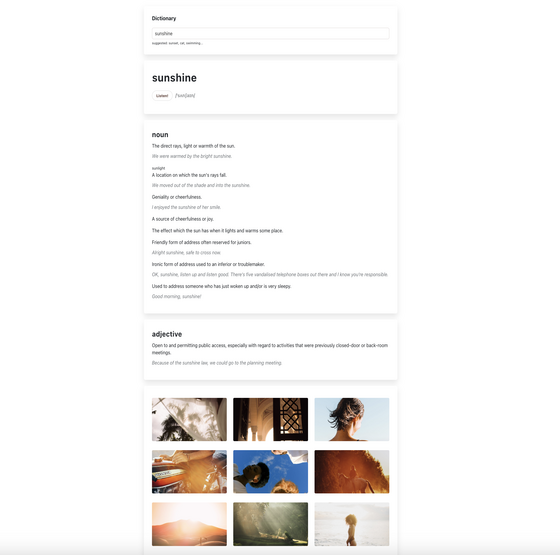 Dictionary
sunshine
suggested: sunset, car, swimming...
sunshine
Listen!
noun
The direct rays, light or warmth of the sun.
We were warmed by the bright sunshine.
sunlight
A location on which the sun's rays fall.
We moved out of the shade and into the sunshine.
Geniality or cheerfulness.
I enjoyed the sunshine of her smile.
A source of cheerfulness or joy.
The effect which the sun has when it lights and warms some place.
Friendly form of address often reserved for juniors.
Alright sunshine, safe to cross now.
Ironic form of address used to an inferior or troublemaker.
OK, sunshine, listen up and listen good. There's five vandalised telephone boxes out there and I know you're responsible.
Used to address someone who has just woken up and/or is very sleepy.
Good morning, sunshine!
adjective
Open to and permitting public access, especially with regard to activities that were previously closed-door or back-room
meetings.
Because of the sunshine law, we could go to the planning meeting.